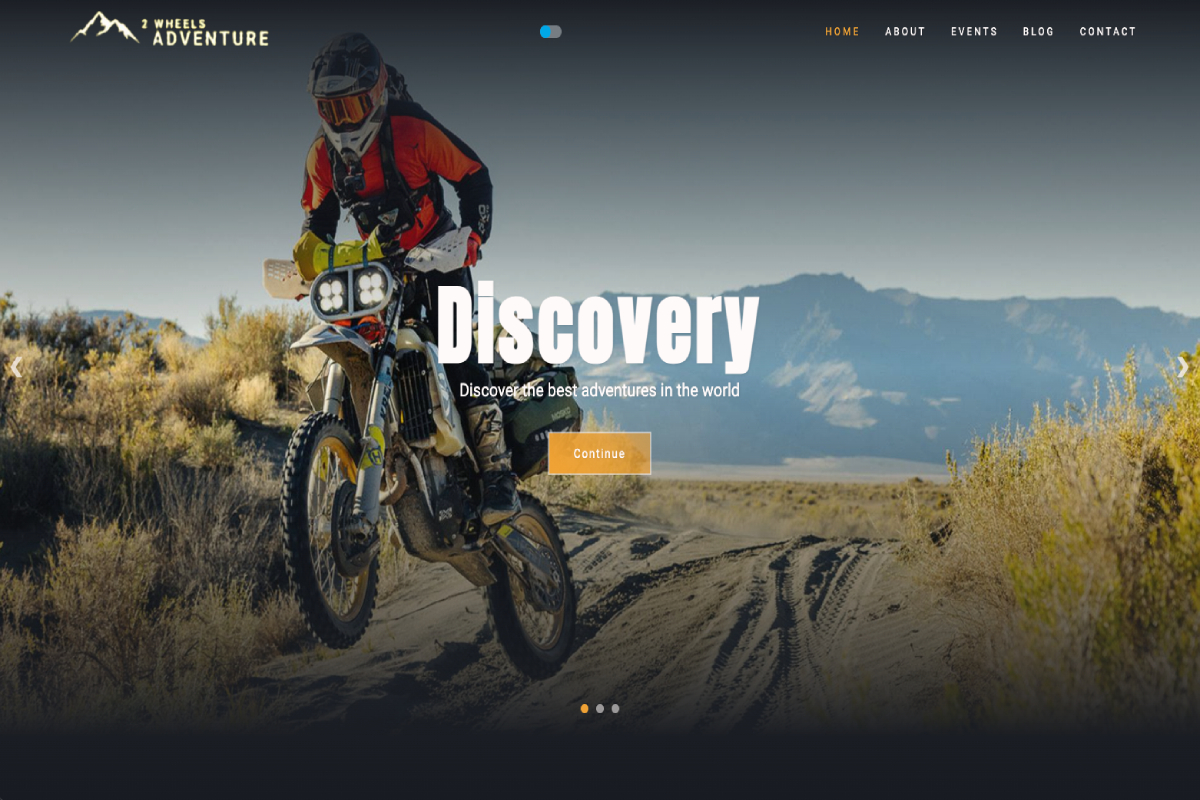 2 WHEELS
ADVENTURE
HOME ABOUT EVENTS BLOG CONTACT
Discovery
Discover the best adventures in the world
Continue